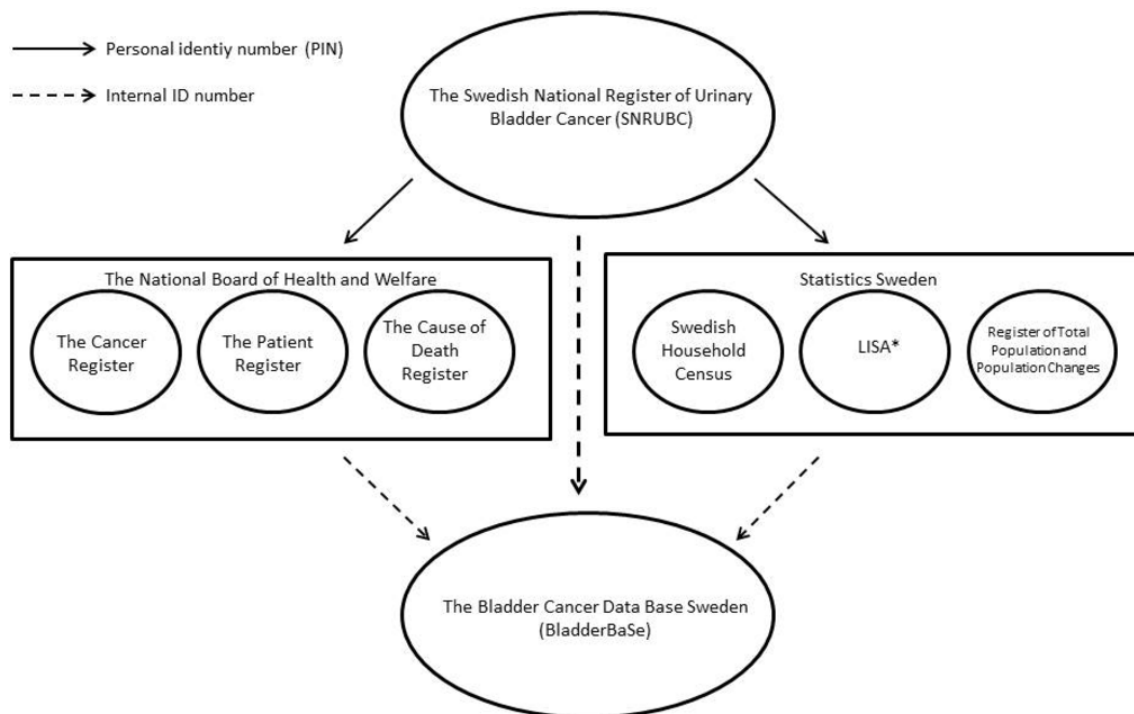 Personal identiy number (PIN)
Internal ID number
The Swedish National Register of Urinary
Bladder Cancer (SNRUBC)
The National Board of Health and Welfare
The Cancer
Register
The Patient
Register
The Cause of
Death
Register
Statistics Sweden
Swedish
Household
Census
LISA*
Register of Total
Population and
Population Changes
The Bladder Cancer Data Base Sweden
(BladderBaSe)